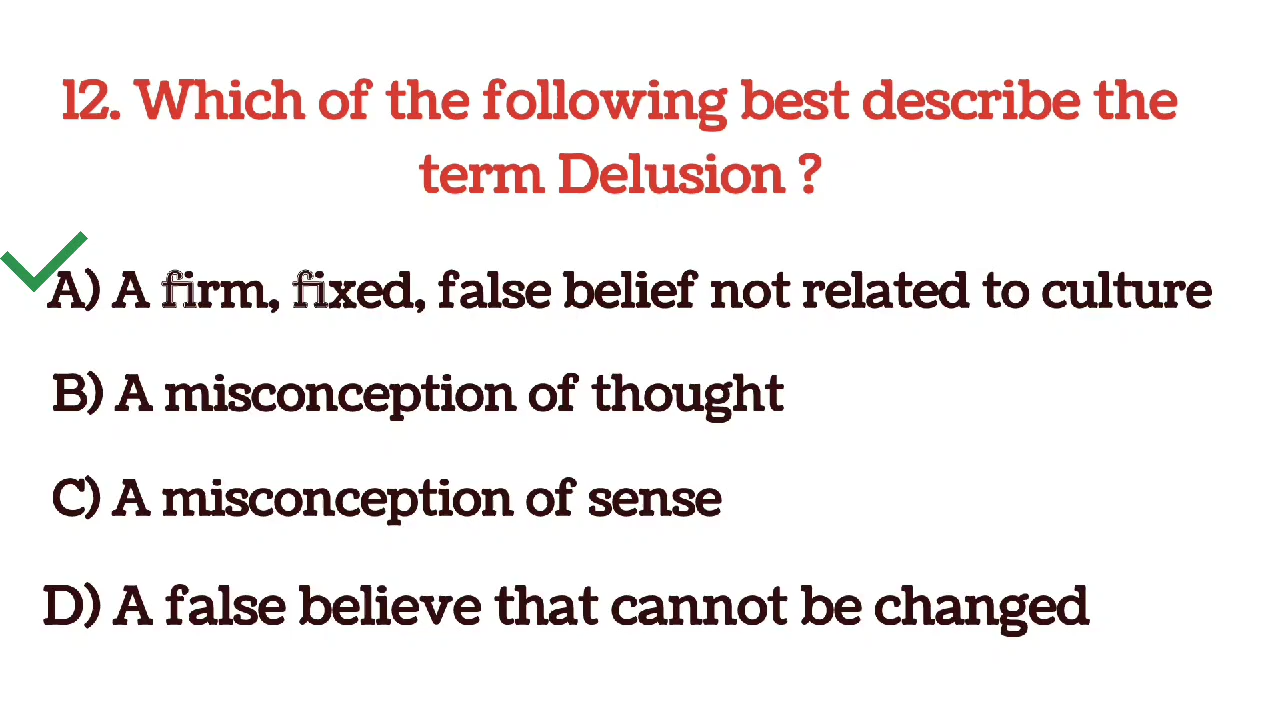 12. Which of the following best describe the
term Delusion ?
A) A firm, fixed, false belief not related to culture
B) A misconception of thought
C) A misconception of sense
D) A false believe that cannot be changed